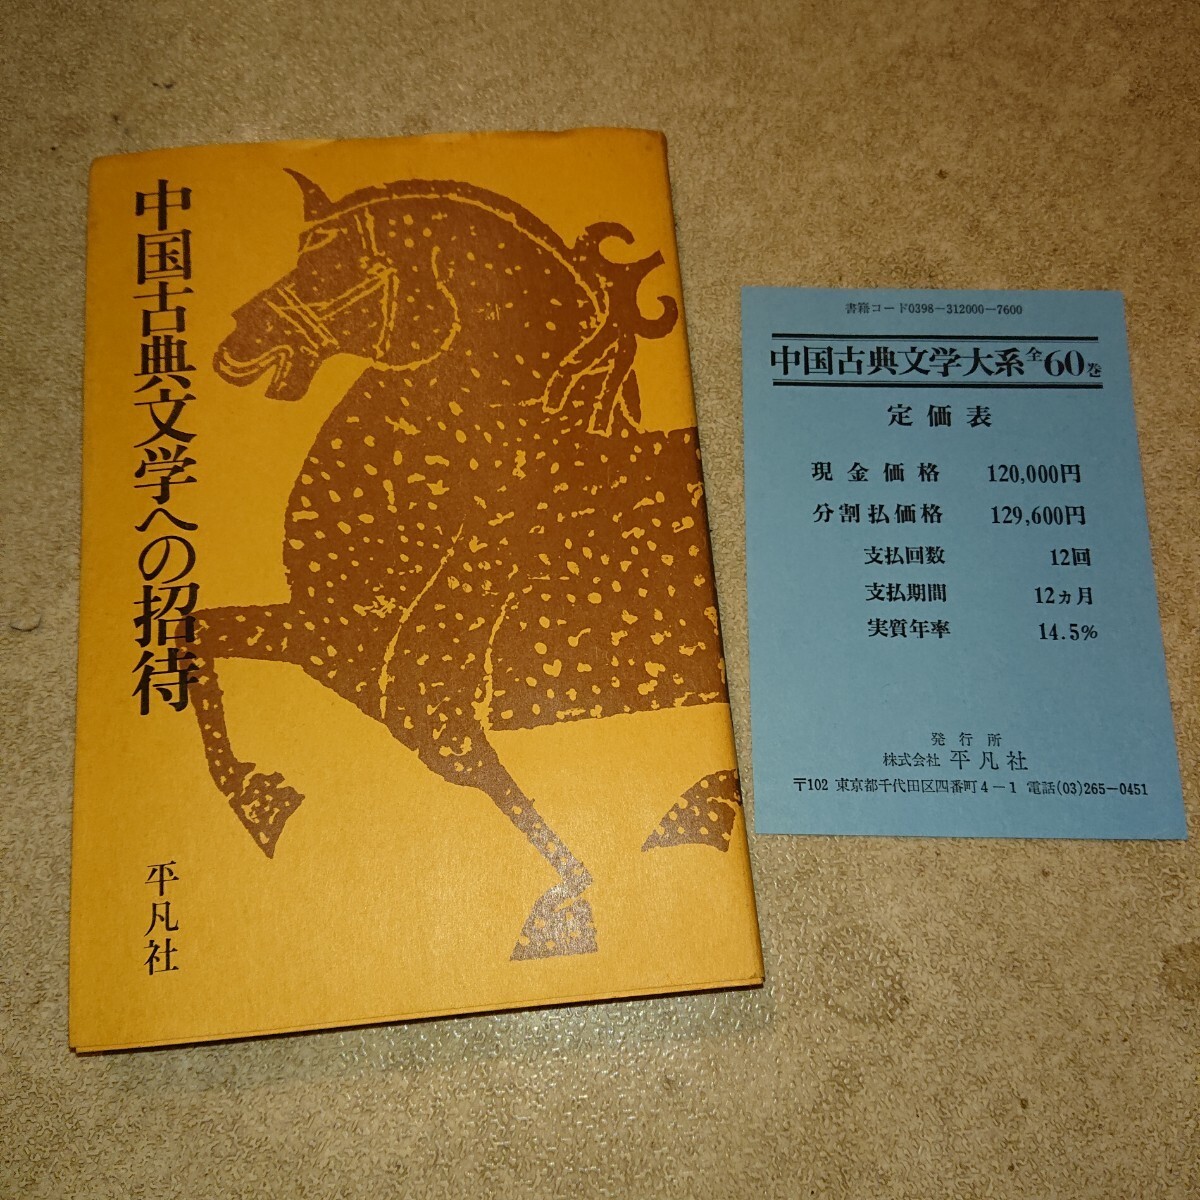 中国古典文学への招待
平凡社
書籍コード0398-312000-7600
中国古典文学大系全60巻
定価表
現金価格 120,000円
分割払価格 129,600円
支払回数 12回
支払期間 12ヵ月
実質年率 14.5%
発行所
株式会社 平凡社
〒102 東京都千代田区四番町4-1 電話(03)265-0451